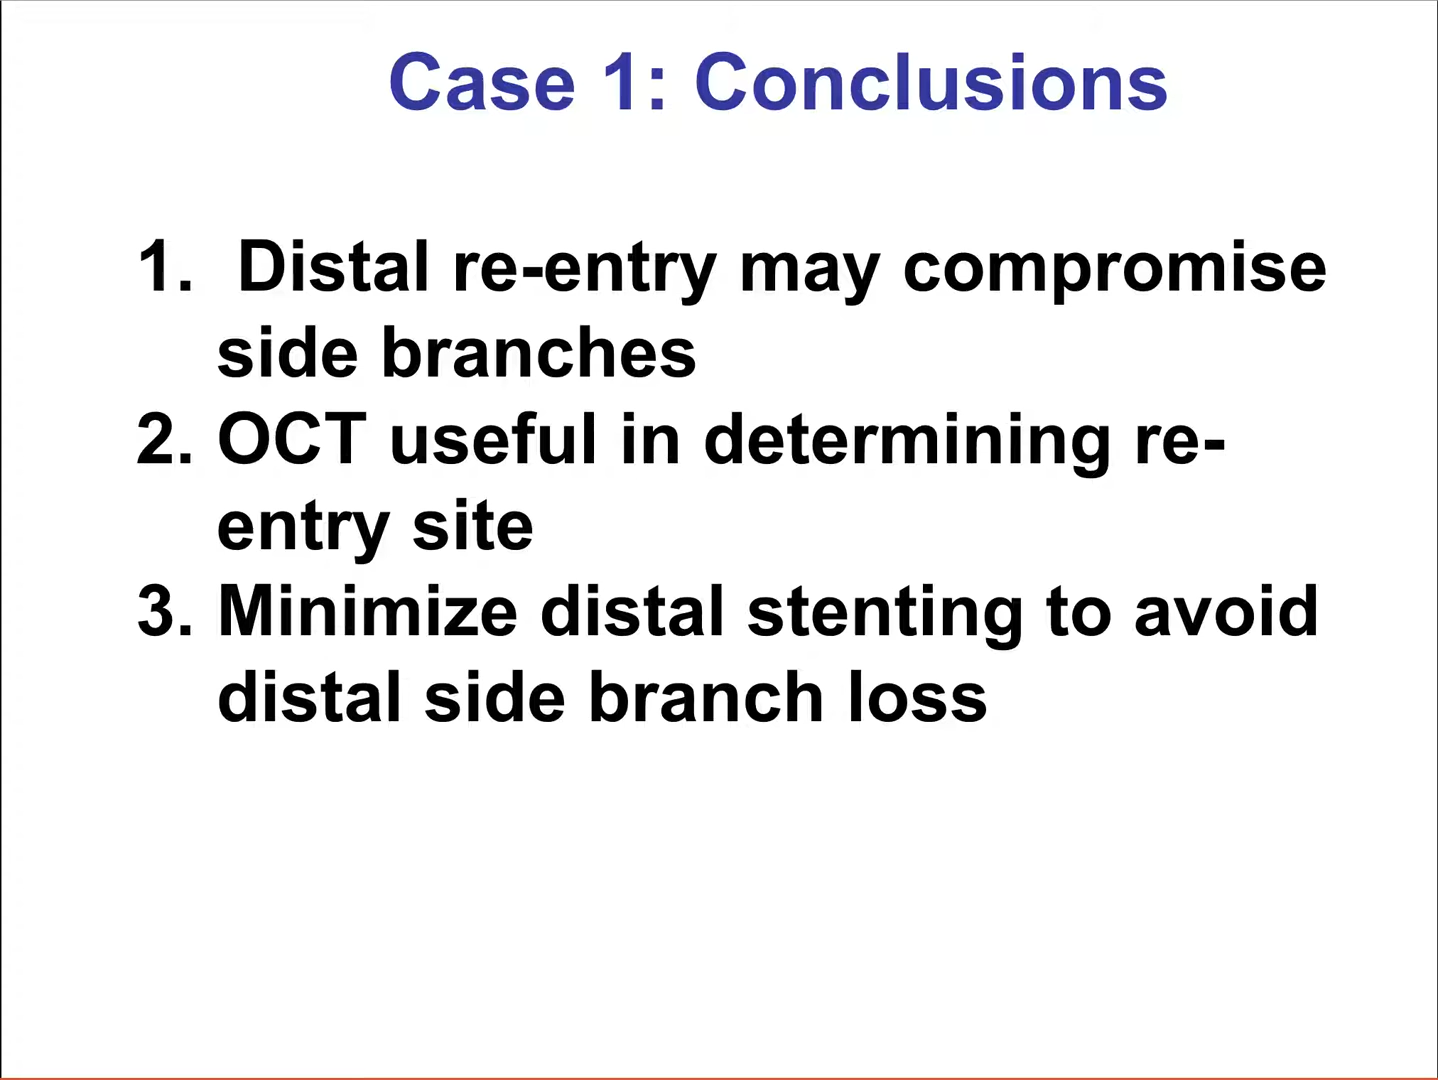 Case 1: Conclusions
1. Distal re-entry may compromise
side branches
2. OCT useful in determining re-
entry site
3. Minimize distal stenting to avoid
distal side branch loss